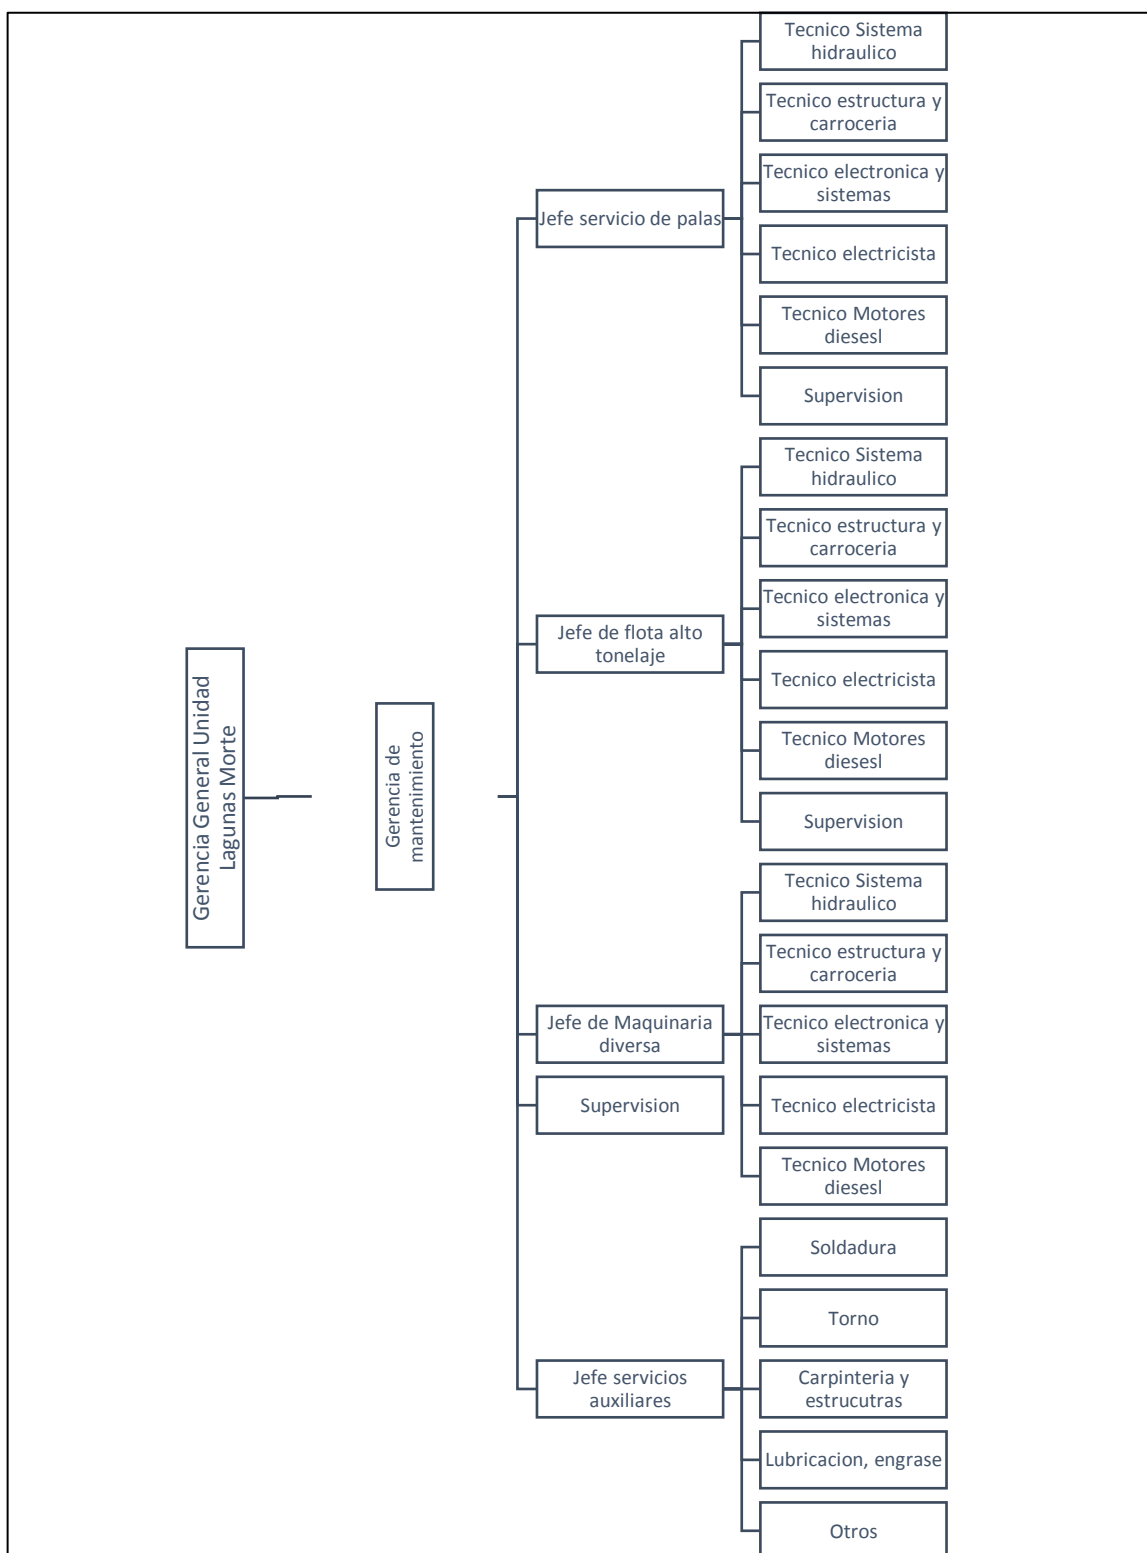 Gerencia General Unidad
Lagunas Morte
Gerencia de
mantenimiento
Jefe servicio de palas
Tecnico Sistema
hidraulico
Tecnico estructura y
carroceria
Tecnico electronica y
sistemas
Tecnico electricista
Tecnico Motores
diesesl
Supervision
Jefe de flota alto
tonelaje
Tecnico Sistema
hidraulico
Tecnico estructura y
carroceria
Tecnico electronica y
sistemas
Tecnico electricista
Tecnico Motores
diesesl
Supervision
Jefe de Maquinaria
diversa
Tecnico Sistema
hidraulico
Tecnico estructura y
carroceria
Tecnico electronica y
sistemas
Tecnico electricista
Tecnico Motores
diesesl
Supervision
Jefe servicios
auxiliares
Soldadura
Torno
Carpinteria y
estrucutras
Lubricacion, engrase
Otros